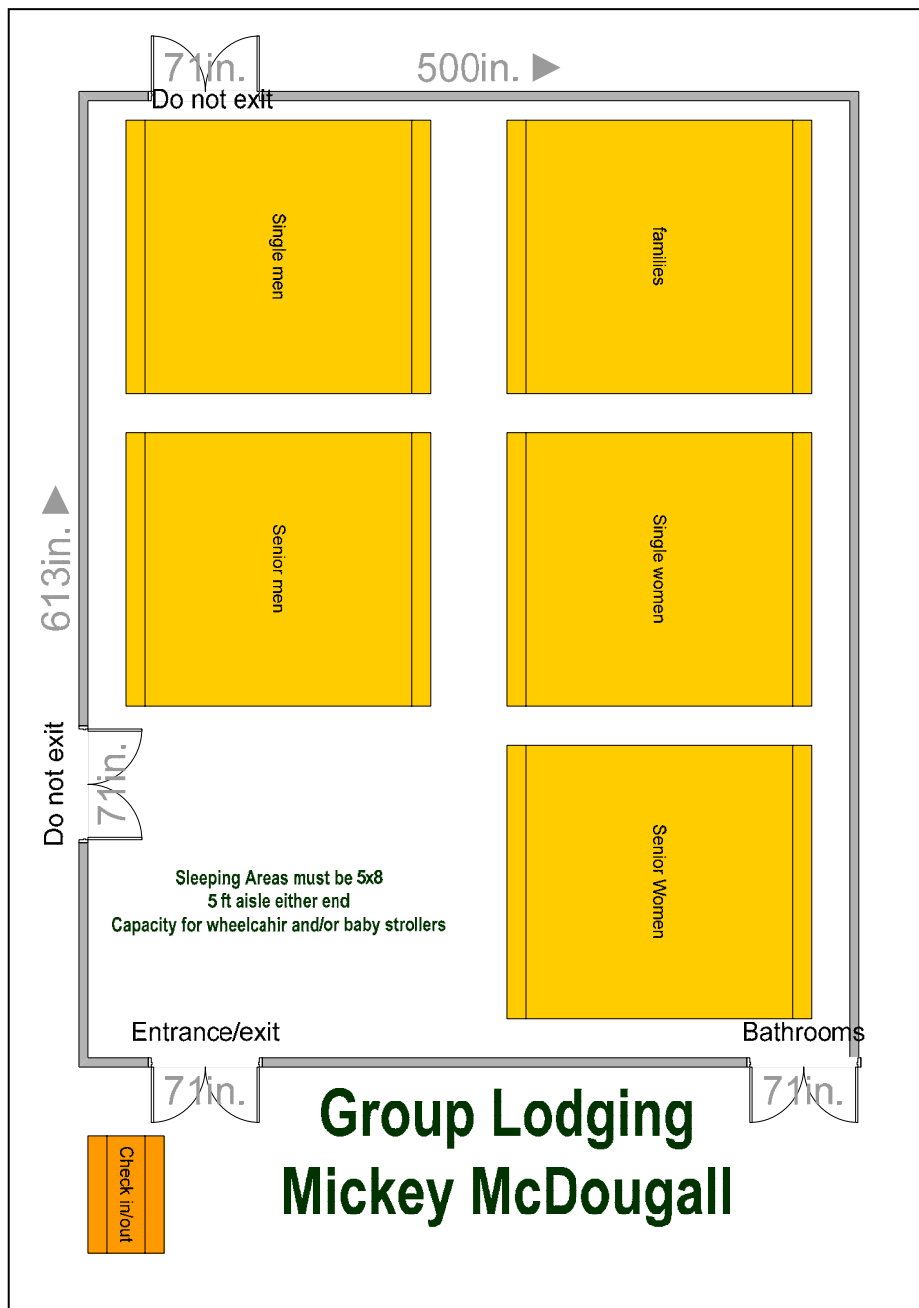 71in.
500in.
Do not exit
Single men
families
613in.
Senior men
Single women
Do not exit
71in.
Senior Women
Sleeping Areas must be 5x8
5 ft aisle either end
Capacity for wheelcahir and/or baby strollers
Entrance/exit
Bathrooms
71in.
71in.
Group Lodging
Mickey McDougall
Check in/out